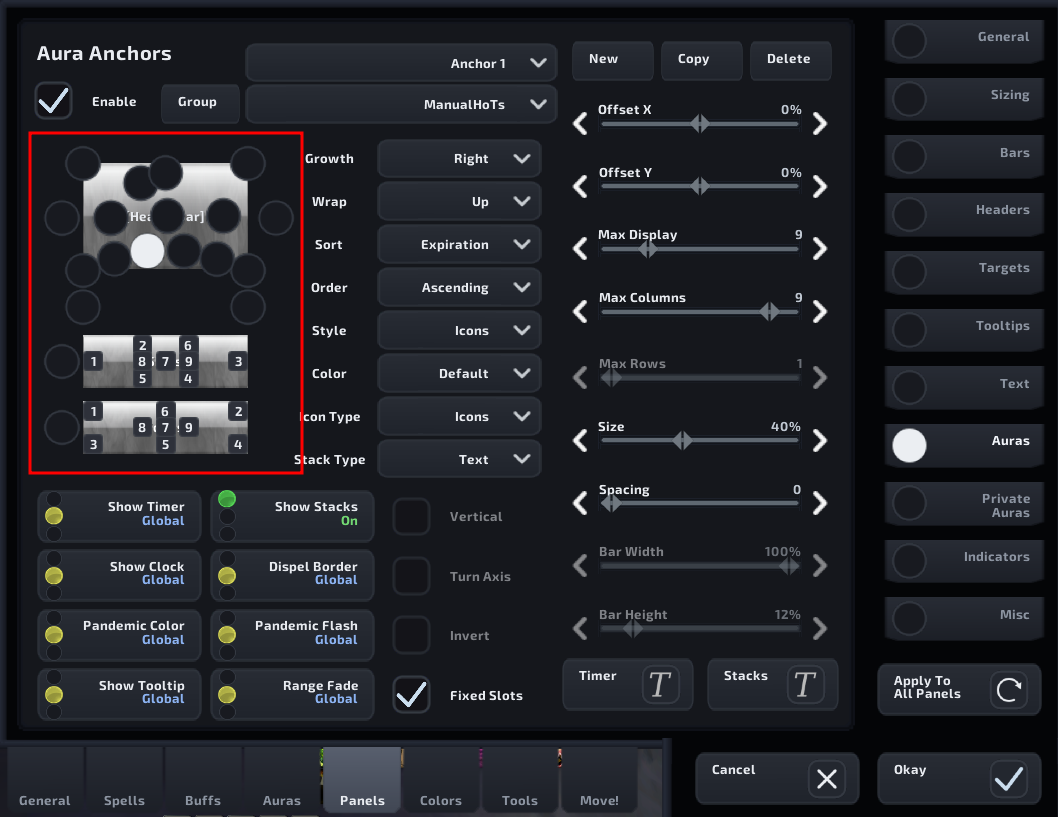 Aura Anchors
Anchor 1
New
Copy
Delete
Enable
Group
ManualHoTs
Growth
Right
Wrap
Up
Sort
Expiration
Order
Ascending
Style
Icons
Color
Default
Icon Type
Icons
Stack Type
Text
2 6
1 8 7 9 3
5 4
1 6 2
8 7 9
3 5 4
Offset X 0%
Offset Y 0%
Max Display 9
Max Columns 9
Max Rows 1
Size 40%
Spacing 0
Bar Width 100%
Bar Height 12%
Show Timer
Global
Show Stacks
On
Vertical
Show Clock
Global
Dispel Border
Global
Turn Axis
Pandemic Color
Global
Pandemic Flash
Global
Invert
Show Tooltip
Global
Range Fade
Global
Fixed Slots
Timer T
Stacks T
General
Sizing
Bars
Headers
Targets
Tooltips
Text
Auras
Private
Auras
Indicators
Misc
Apply To
All Panels
General
Spells
Buffs
Auras
Panels
Colors
Tools
Move!
Cancel
Okay